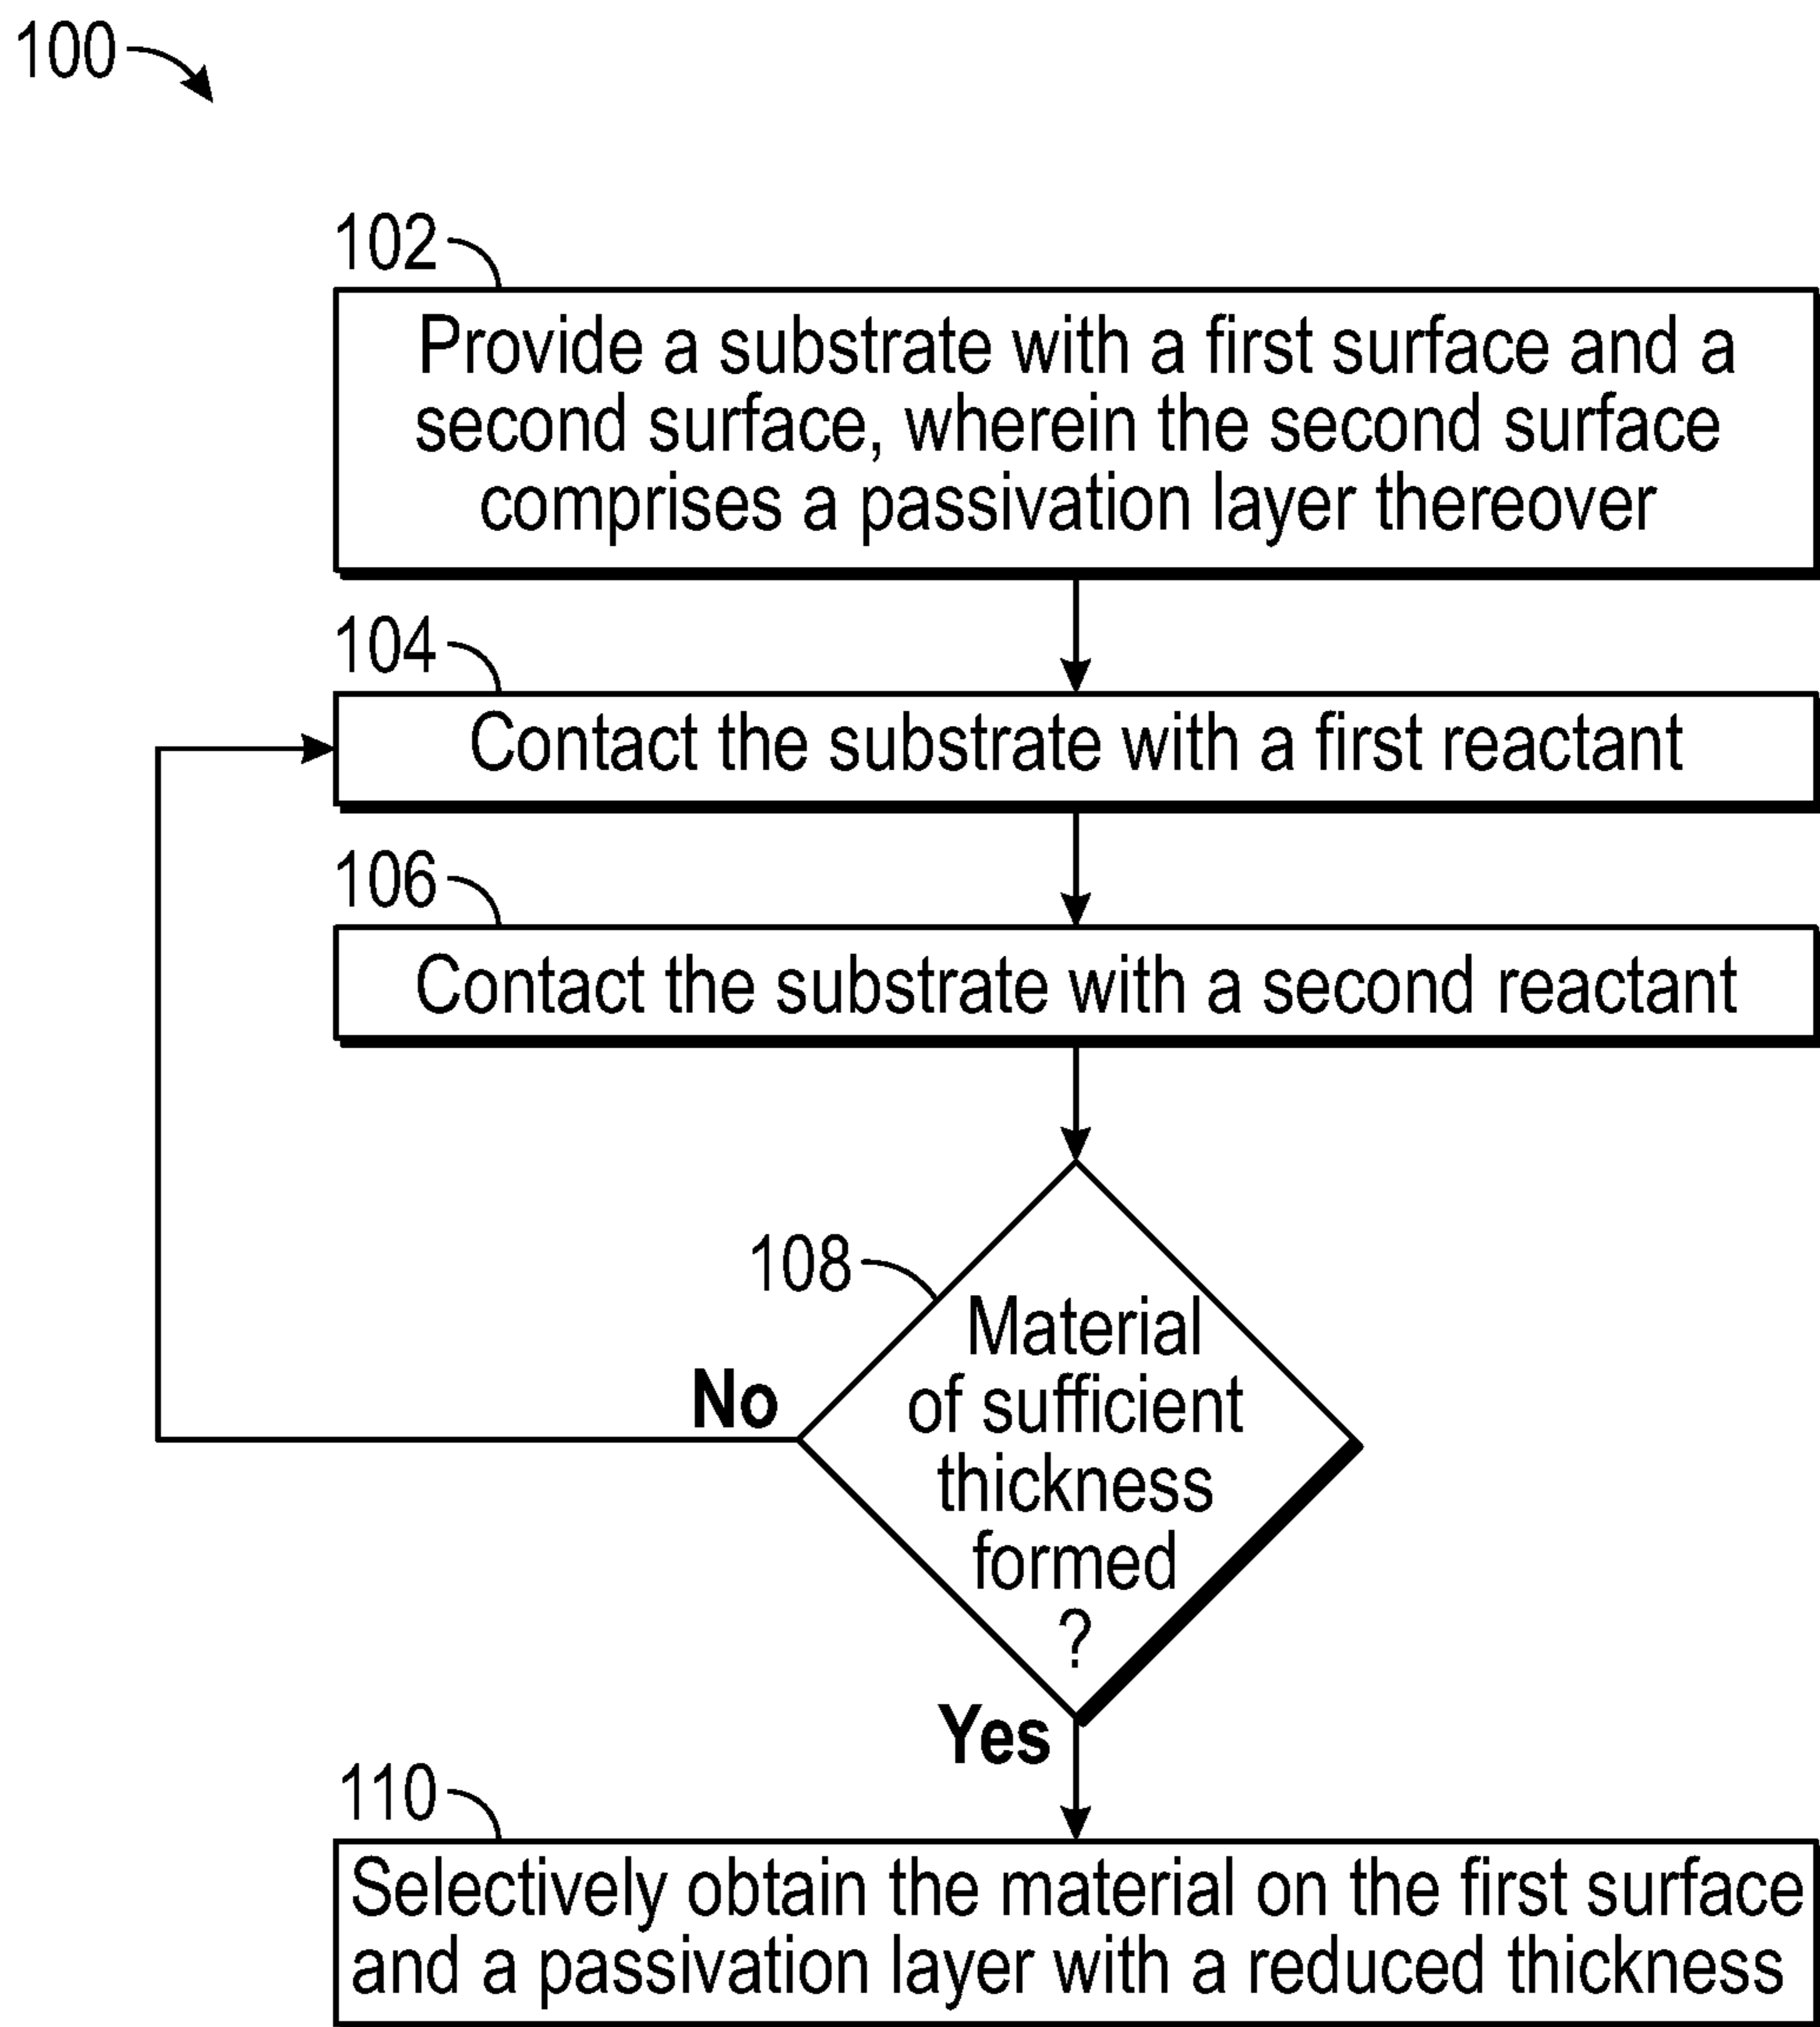 100
102
Provide a substrate with a first surface and a
second surface, wherein the second surface
comprises a passivation layer thereover
104
Contact the substrate with a first reactant
106
Contact the substrate with a second reactant
108
Material
of sufficient
thickness
formed
?
No
Yes
110
Selectively obtain the material on the first surface
and a passivation layer with a reduced thickness